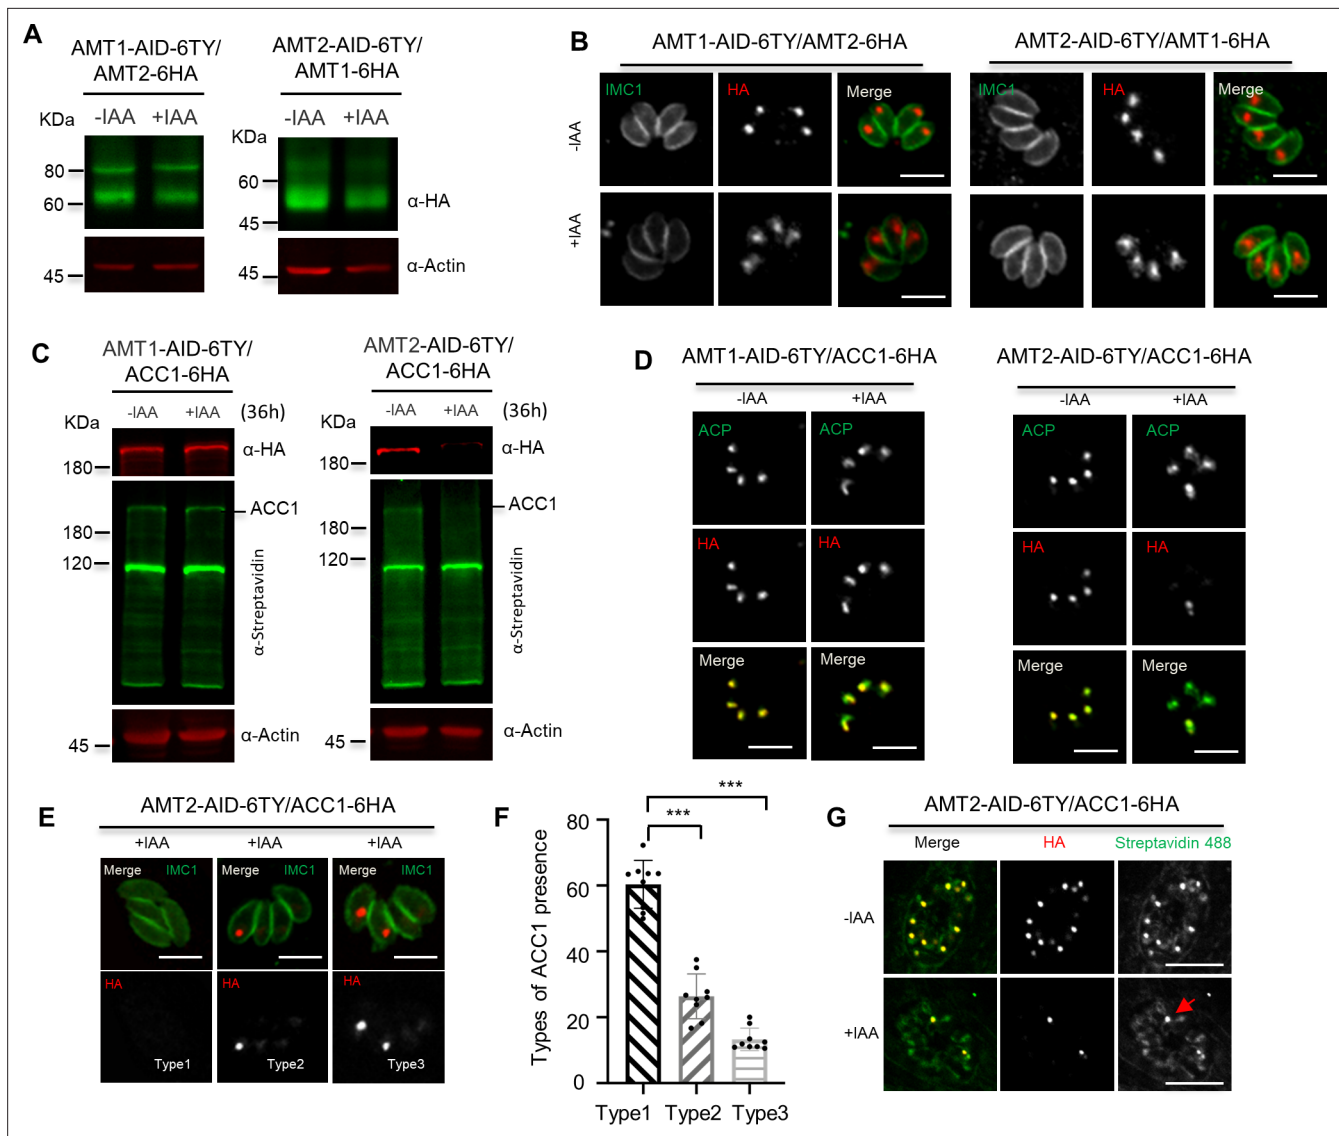 A
AMT1-AID-6TY/
AMT2-6HA
AMT2-AID-6TY/
AMT1-6HA
-IAA +IAA
-IAA +IAA
KDa
80
60
45
KDa
60
45
45
α-HA
α-Actin
B
AMT1-AID-6TY/AMT2-6HA
AMT2-AID-6TY/AMT1-6HA
IMC1 HA Merge
IMC1 HA Merge
-IAA
+IAA
C
AMT1-AID-6TY/
ACC1-6HA
AMT2-AID-6TY/
ACC1-6HA
-IAA +IAA (36h)
-IAA +IAA (36h)
KDa
180
180
120
45
α-HA
ACC1
α-Streptavidin
α-Actin
KDa
180
180
120
45
α-HA
ACC1
α-Streptavidin
α-Actin
D
AMT1-AID-6TY/ACC1-6HA
AMT2-AID-6TY/ACC1-6HA
-IAA +IAA
-IAA +IAA
ACP ACP
ACP ACP
HA HA
HA HA
Merge Merge
Merge Merge
E
AMT2-AID-6TY/ACC1-6HA
+IAA +IAA +IAA
Merge IMC1 Merge IMC1 Merge IMC1
HA HA HA
Type1 Type2 Type3
F
Types of ACC1 presence
80
60
40
20
0
***
***
Type1 Type2 Type3
G
AMT2-AID-6TY/ACC1-6HA
Merge HA Streptavidin 488
-IAA
+IAA